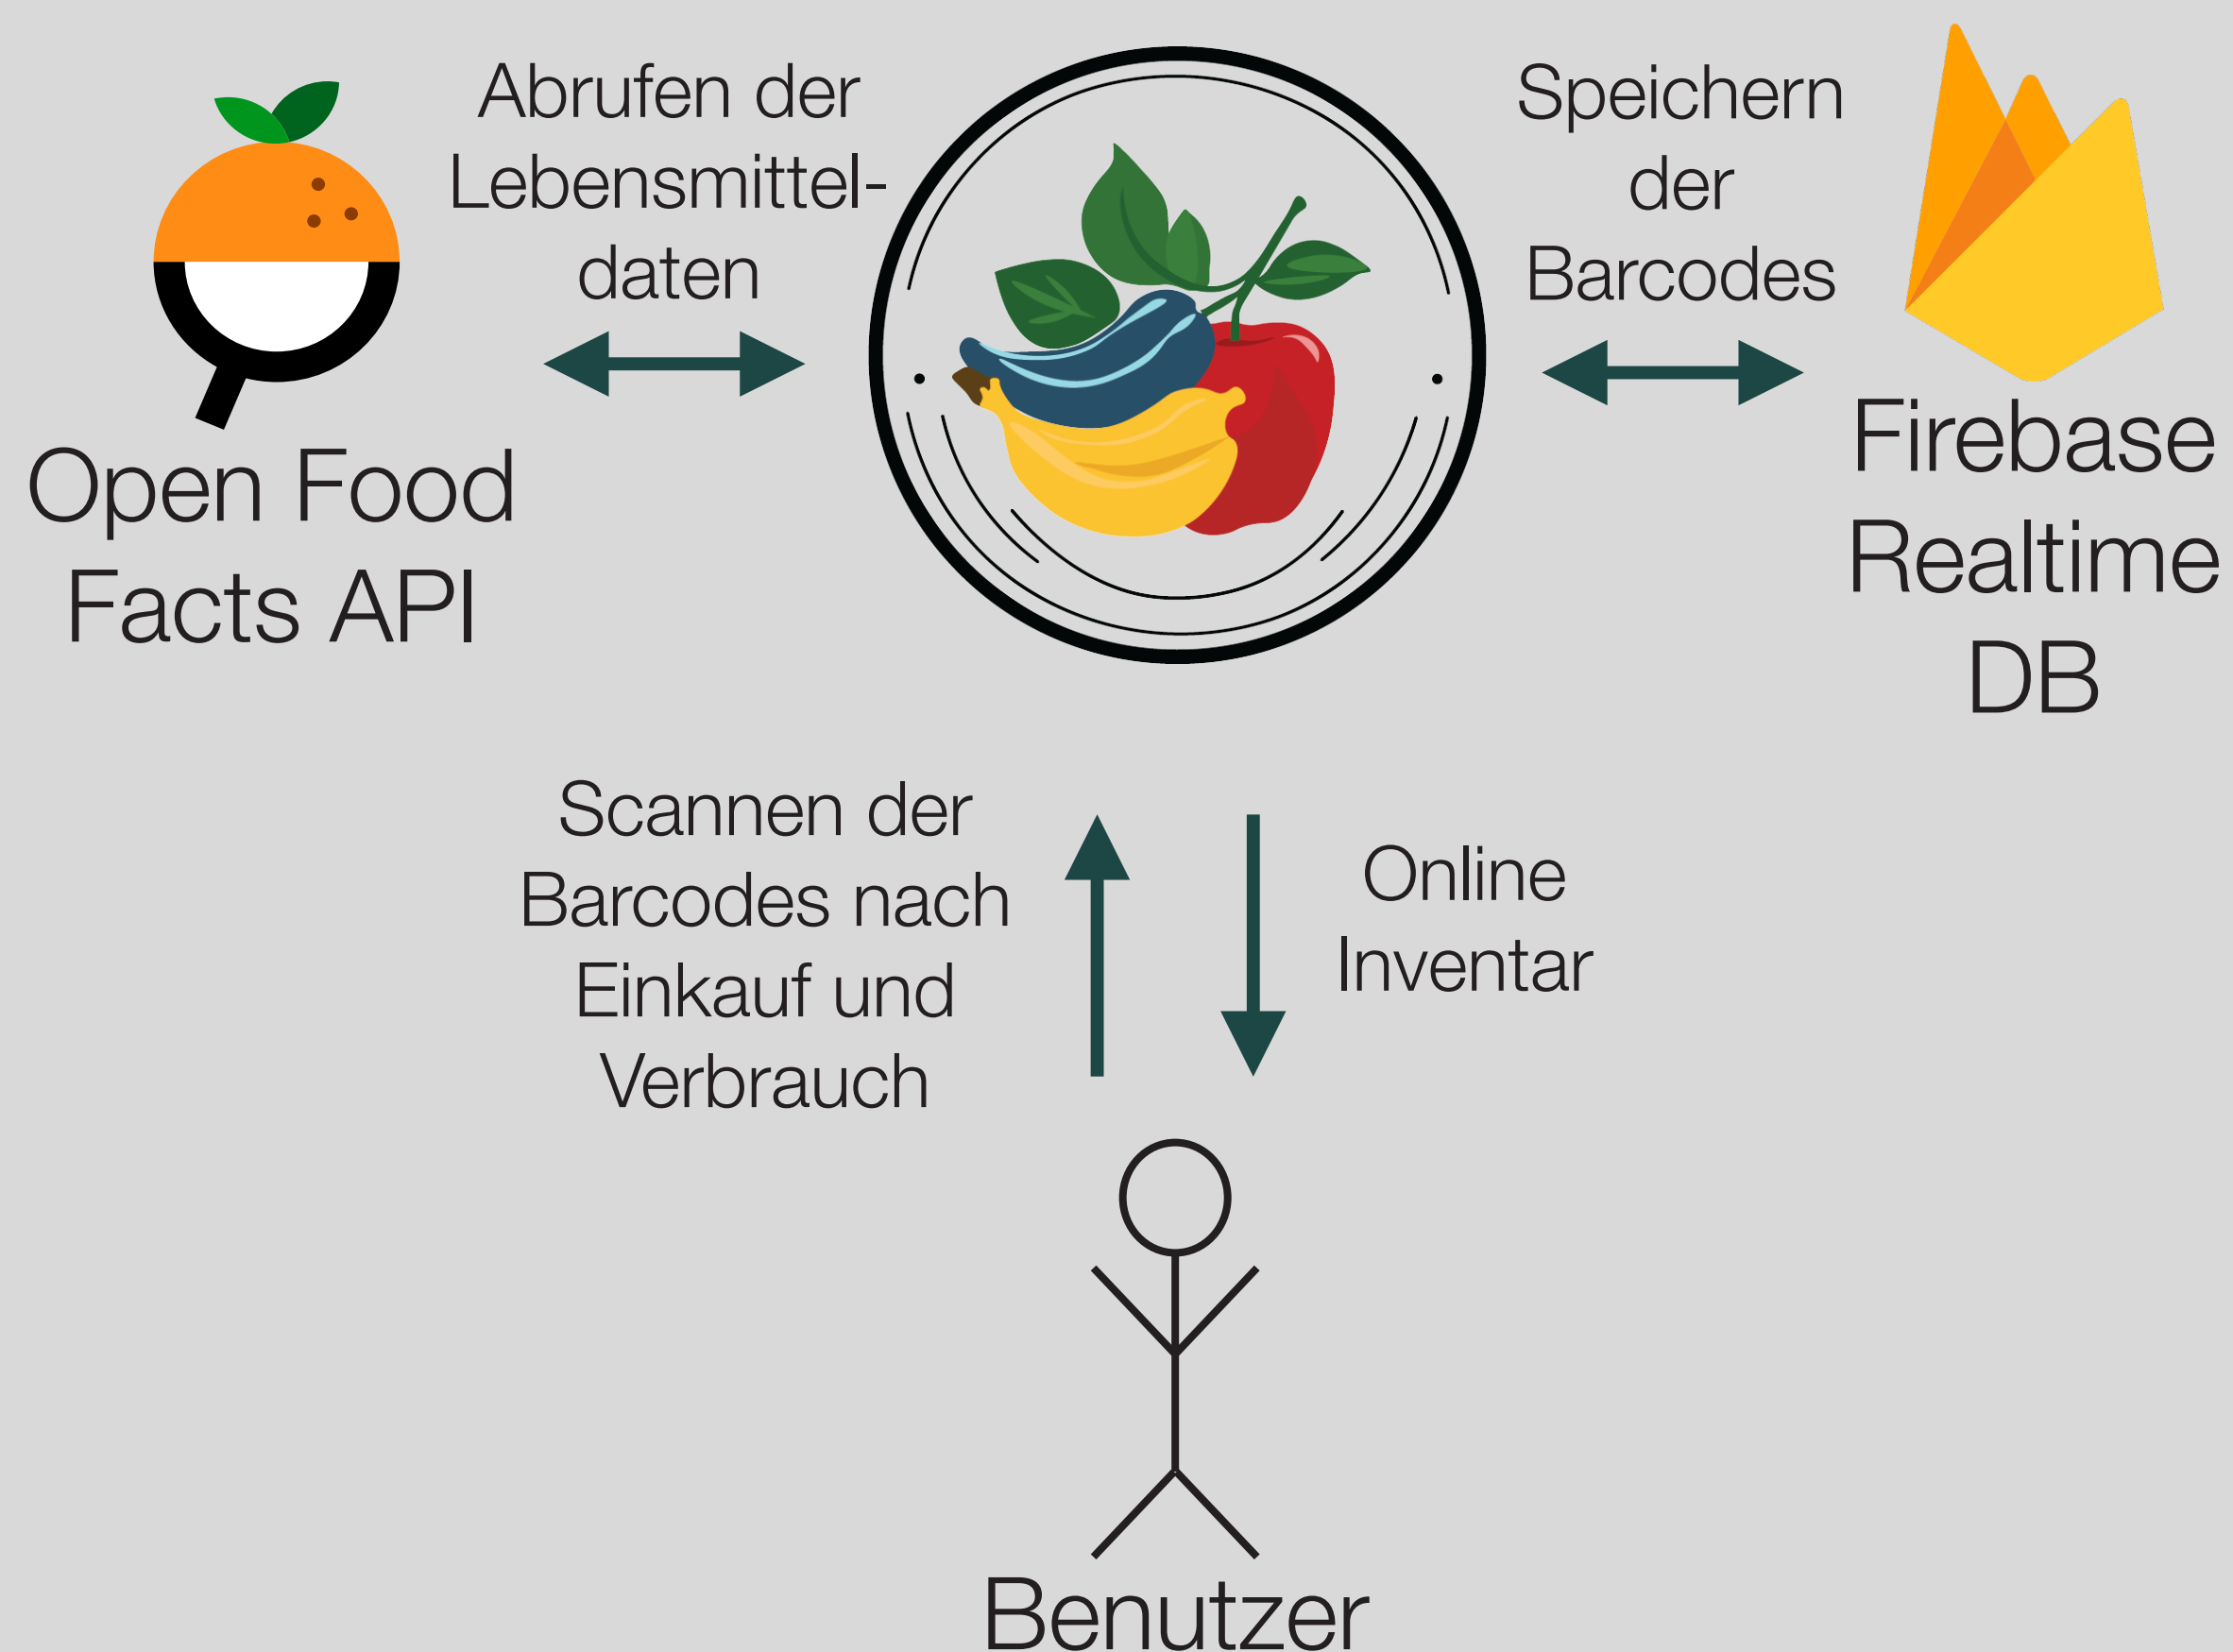 Abrufen der
Lebensmittel-
daten
Speichern
der
Barcodes
Open Food
Facts API
Firebase
Realtime
DB
Scannen der
Barcodes nach
Einkauf und
Verbrauch
Online
Inventar
Benutzer